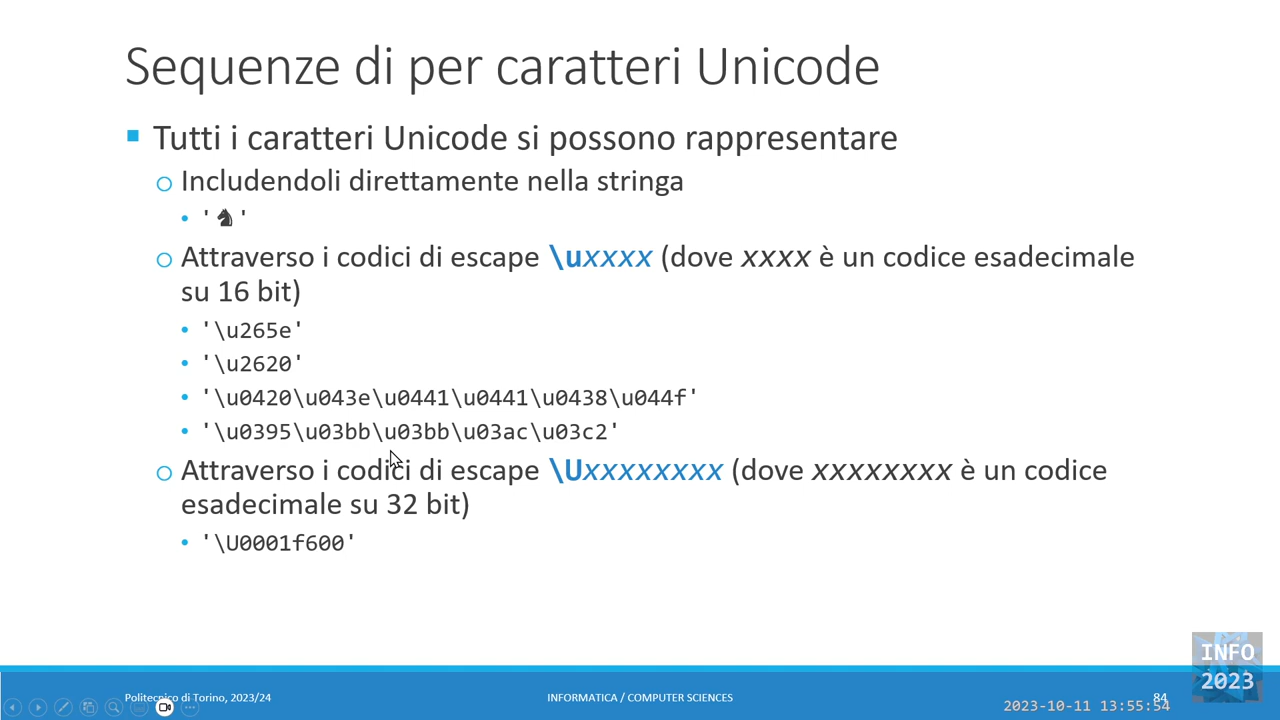 Sequenze di per caratteri Unicode
Tutti i caratteri Unicode si possono rappresentare
Includendoli direttamente nella stringa
'♞'
Attraverso i codici di escape \uxxxx (dove xxxx è un codice esadecimale
su 16 bit)
'\u265e'
'\u2620'
'\u0420\u043e\u0441\u0441\u0438\u044f'
'\u0395\u03bb\u03bb\u03ac\u03c2'
Attraverso i codici di escape \Uxxxxxxxx (dove xxxxxxxx è un codice
esadecimale su 32 bit)
'\U0001f600'
INFO
2023
Politecnico di Torino, 2023/24
INFORMATICA / COMPUTER SCIENCES
84
2023-10-11 13:55:54